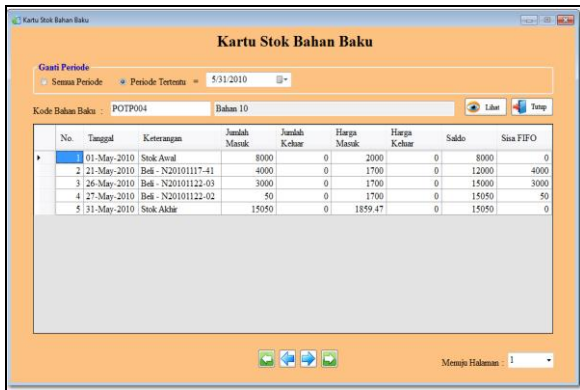 Kartu Stok Bahan Baku
Kartu Stok Bahan Baku
Ganti Periode
Semua Periode Periode Tertentu = 5/31/2010
Kode Bahan Baku : POTP004 Bahan 10 Lihat Tutup
No. Tanggal Keterangan Jumlah Masuk Jumlah Keluar Harga Masuk Harga Keluar Saldo Sisa FIFO
1 01-May-2010 Stok Awal 8000 0 2000 0 8000 0
2 21-May-2010 Beli - N20101117-41 4000 0 1700 0 12000 4000
3 26-May-2010 Beli - N20101122-03 3000 0 1700 0 15000 3000
4 27-May-2010 Beli - N20101122-02 50 0 1700 0 15050 50
5 31-May-2010 Stok Akhir 15050 0 1859.47 0 15050 0
Menuju Halaman : 1